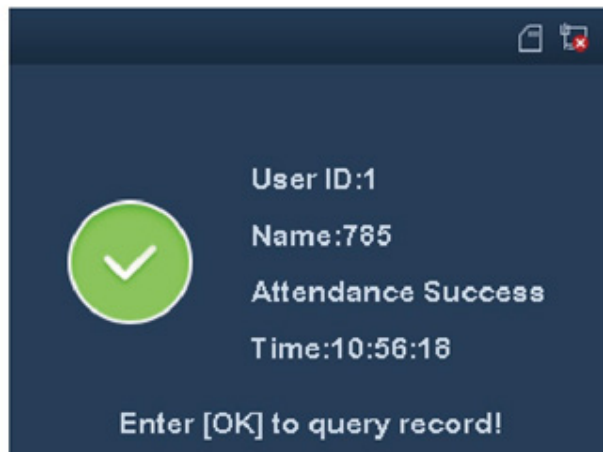 User ID:1
Name:785
Attendance Success
Time:10:56:18
Enter [OK] to query record!